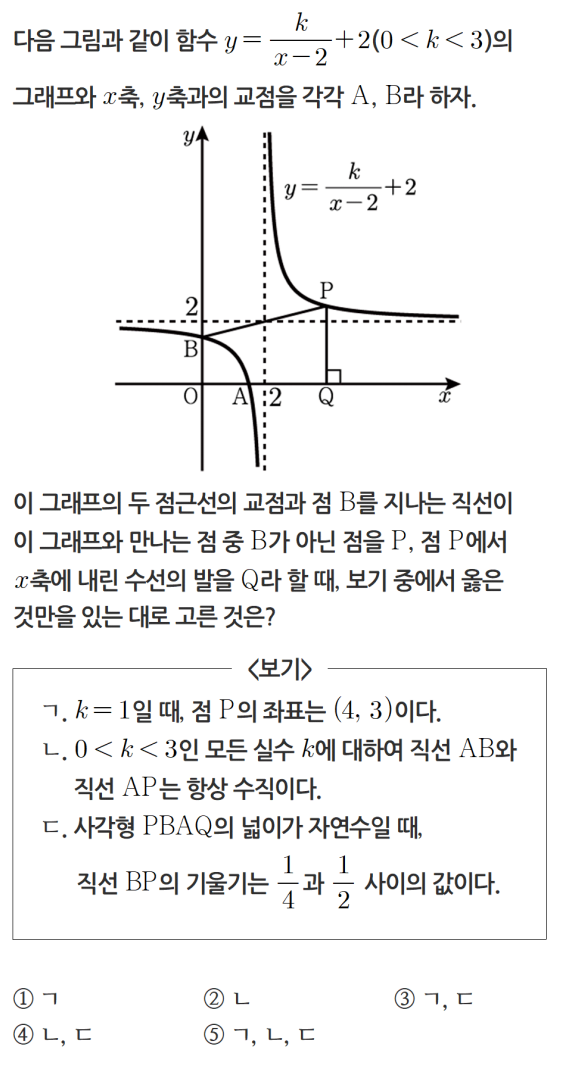 다음 그림과 같이 함수 y = k/(x-2) + 2 (0 < k < 3)의
그래프와 x축, y축과의 교점을 각각 A, B라 하자.
y
y = k/(x-2) + 2
P
2
B
O A 2 Q x
이 그래프의 두 점근선의 교점과 점 B를 지나는 직선이
이 그래프와 만나는 점 중 B가 아닌 점을 P, 점 P에서
x축에 내린 수선의 발을 Q라 할 때, 보기 중에서 옳은
것만을 있는 대로 고른 것은?
<보기>
ㄱ. k = 1일 때, 점 P의 좌표는 (4, 3)이다.
ㄴ. 0 < k < 3인 모든 실수 k에 대하여 직선 AB와
직선 AP는 항상 수직이다.
ㄷ. 사각형 PBAQ의 넓이가 자연수일 때,
직선 BP의 기울기는 1/4과 1/2 사이의 값이다.
① ㄱ ② ㄴ ③ ㄱ, ㄷ
④ ㄴ, ㄷ ⑤ ㄱ, ㄴ, ㄷ